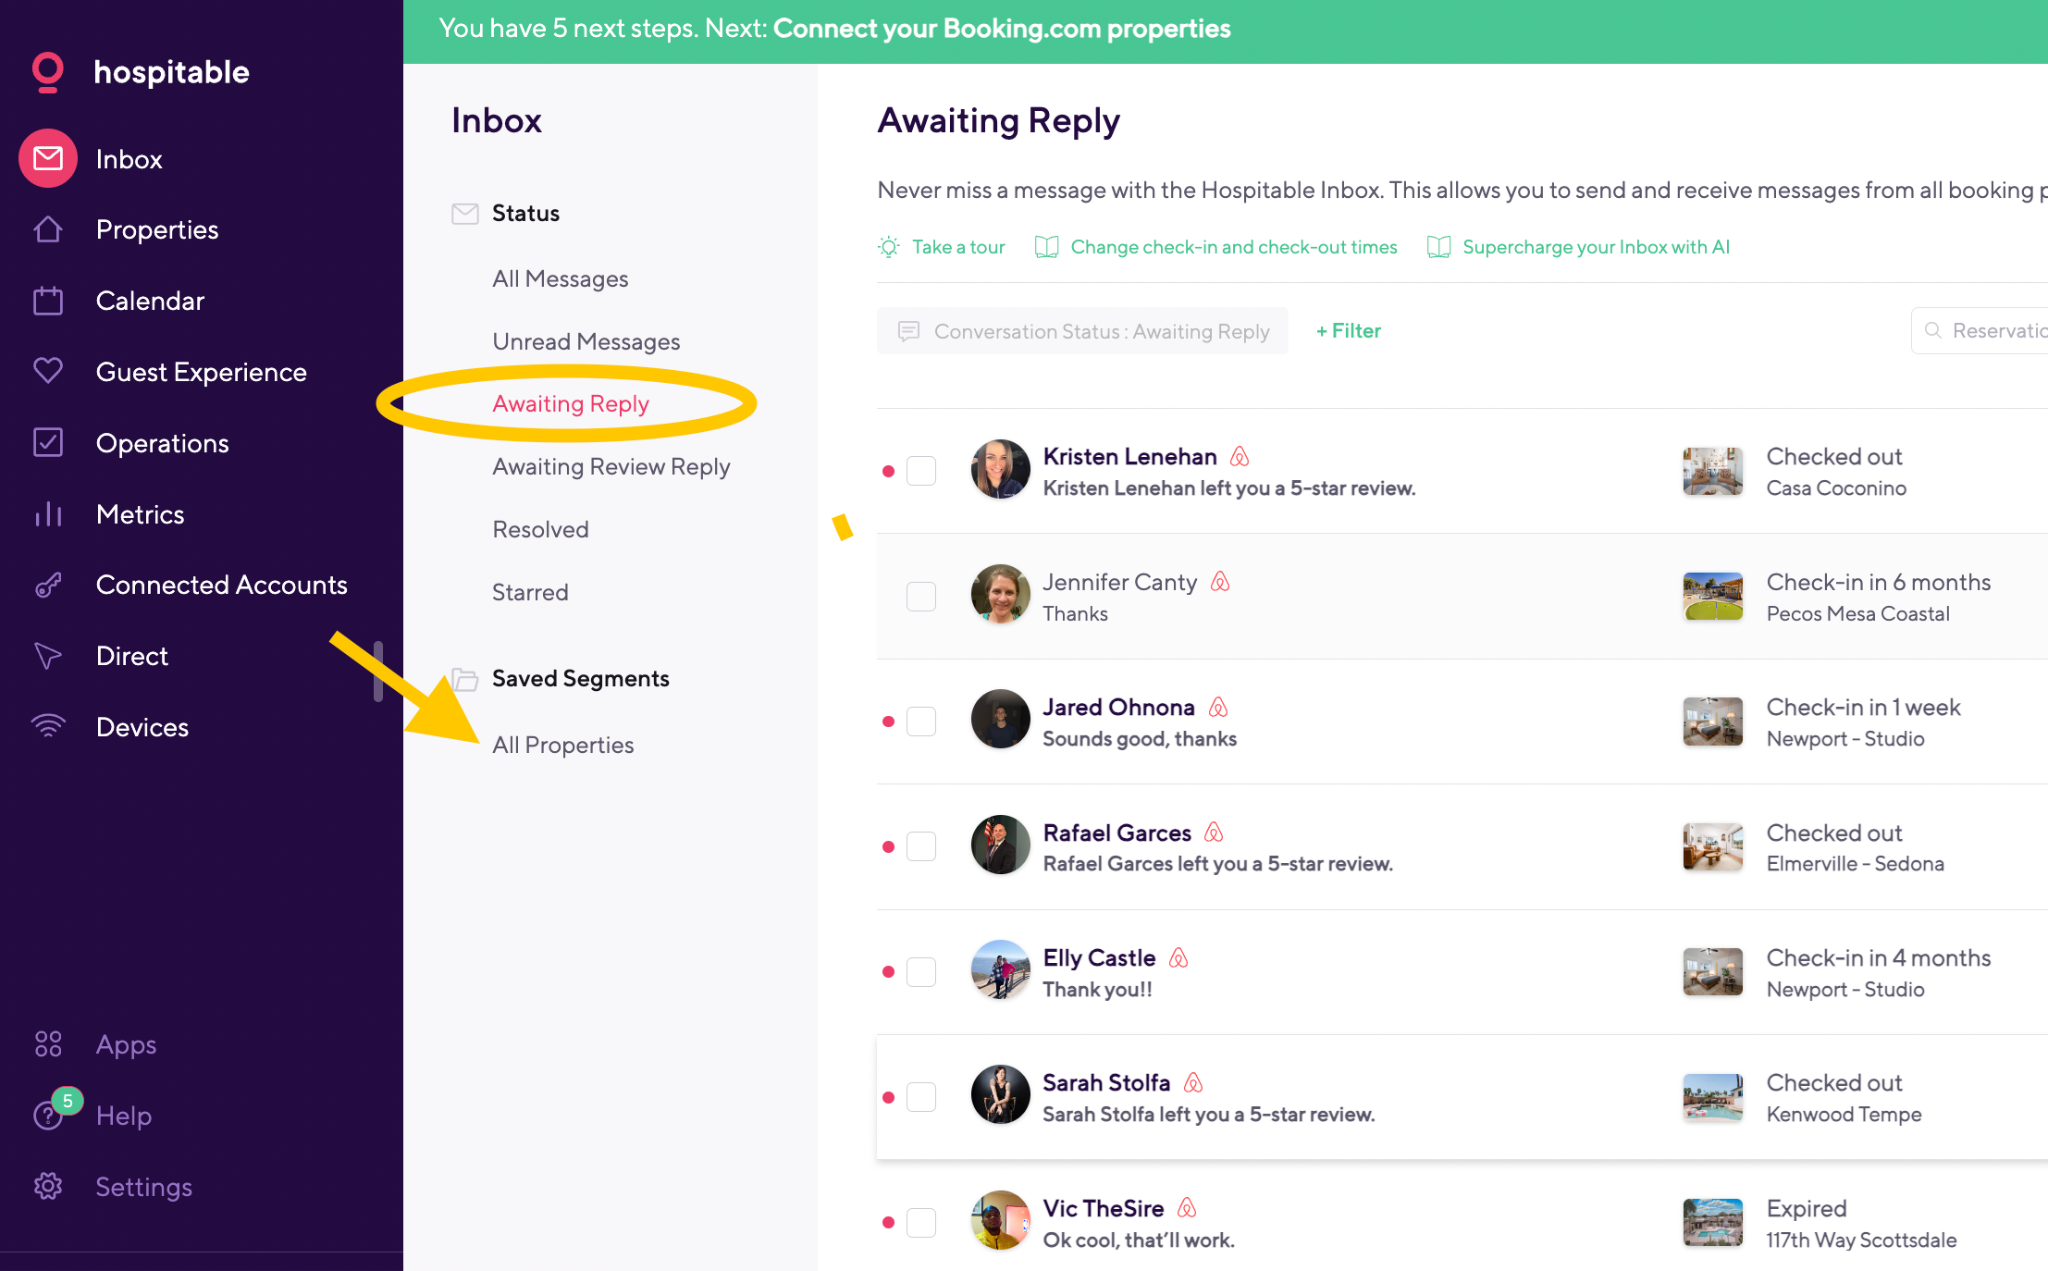 You have 5 next steps. Next: Connect your Booking.com properties
hospitable
Inbox
Properties
Calendar
Guest Experience
Operations
Metrics
Connected Accounts
Direct
Devices
Apps
5
Help
Settings
Inbox
Status
All Messages
Unread Messages
Awaiting Reply
Awaiting Review Reply
Resolved
Starred
Saved Segments
All Properties
Awaiting Reply
Never miss a message with the Hospitable Inbox. This allows you to send and receive messages from all booking p
Take a tour
Change check-in and check-out times
Supercharge your Inbox with AI
Conversation Status : Awaiting Reply
+ Filter
Reservatio
Kristen Lenehan
Kristen Lenehan left you a 5-star review.
Checked out
Casa Coconino
Jennifer Canty
Thanks
Check-in in 6 months
Pecos Mesa Coastal
Jared Ohnona
Sounds good, thanks
Check-in in 1 week
Newport - Studio
Rafael Garces
Rafael Garces left you a 5-star review.
Checked out
Elmerville - Sedona
Elly Castle
Thank you!!
Check-in in 4 months
Newport - Studio
Sarah Stolfa
Sarah Stolfa left you a 5-star review.
Checked out
Kenwood Tempe
Vic TheSire
Ok cool, that'll work.
Expired
117th Way Scottsdale